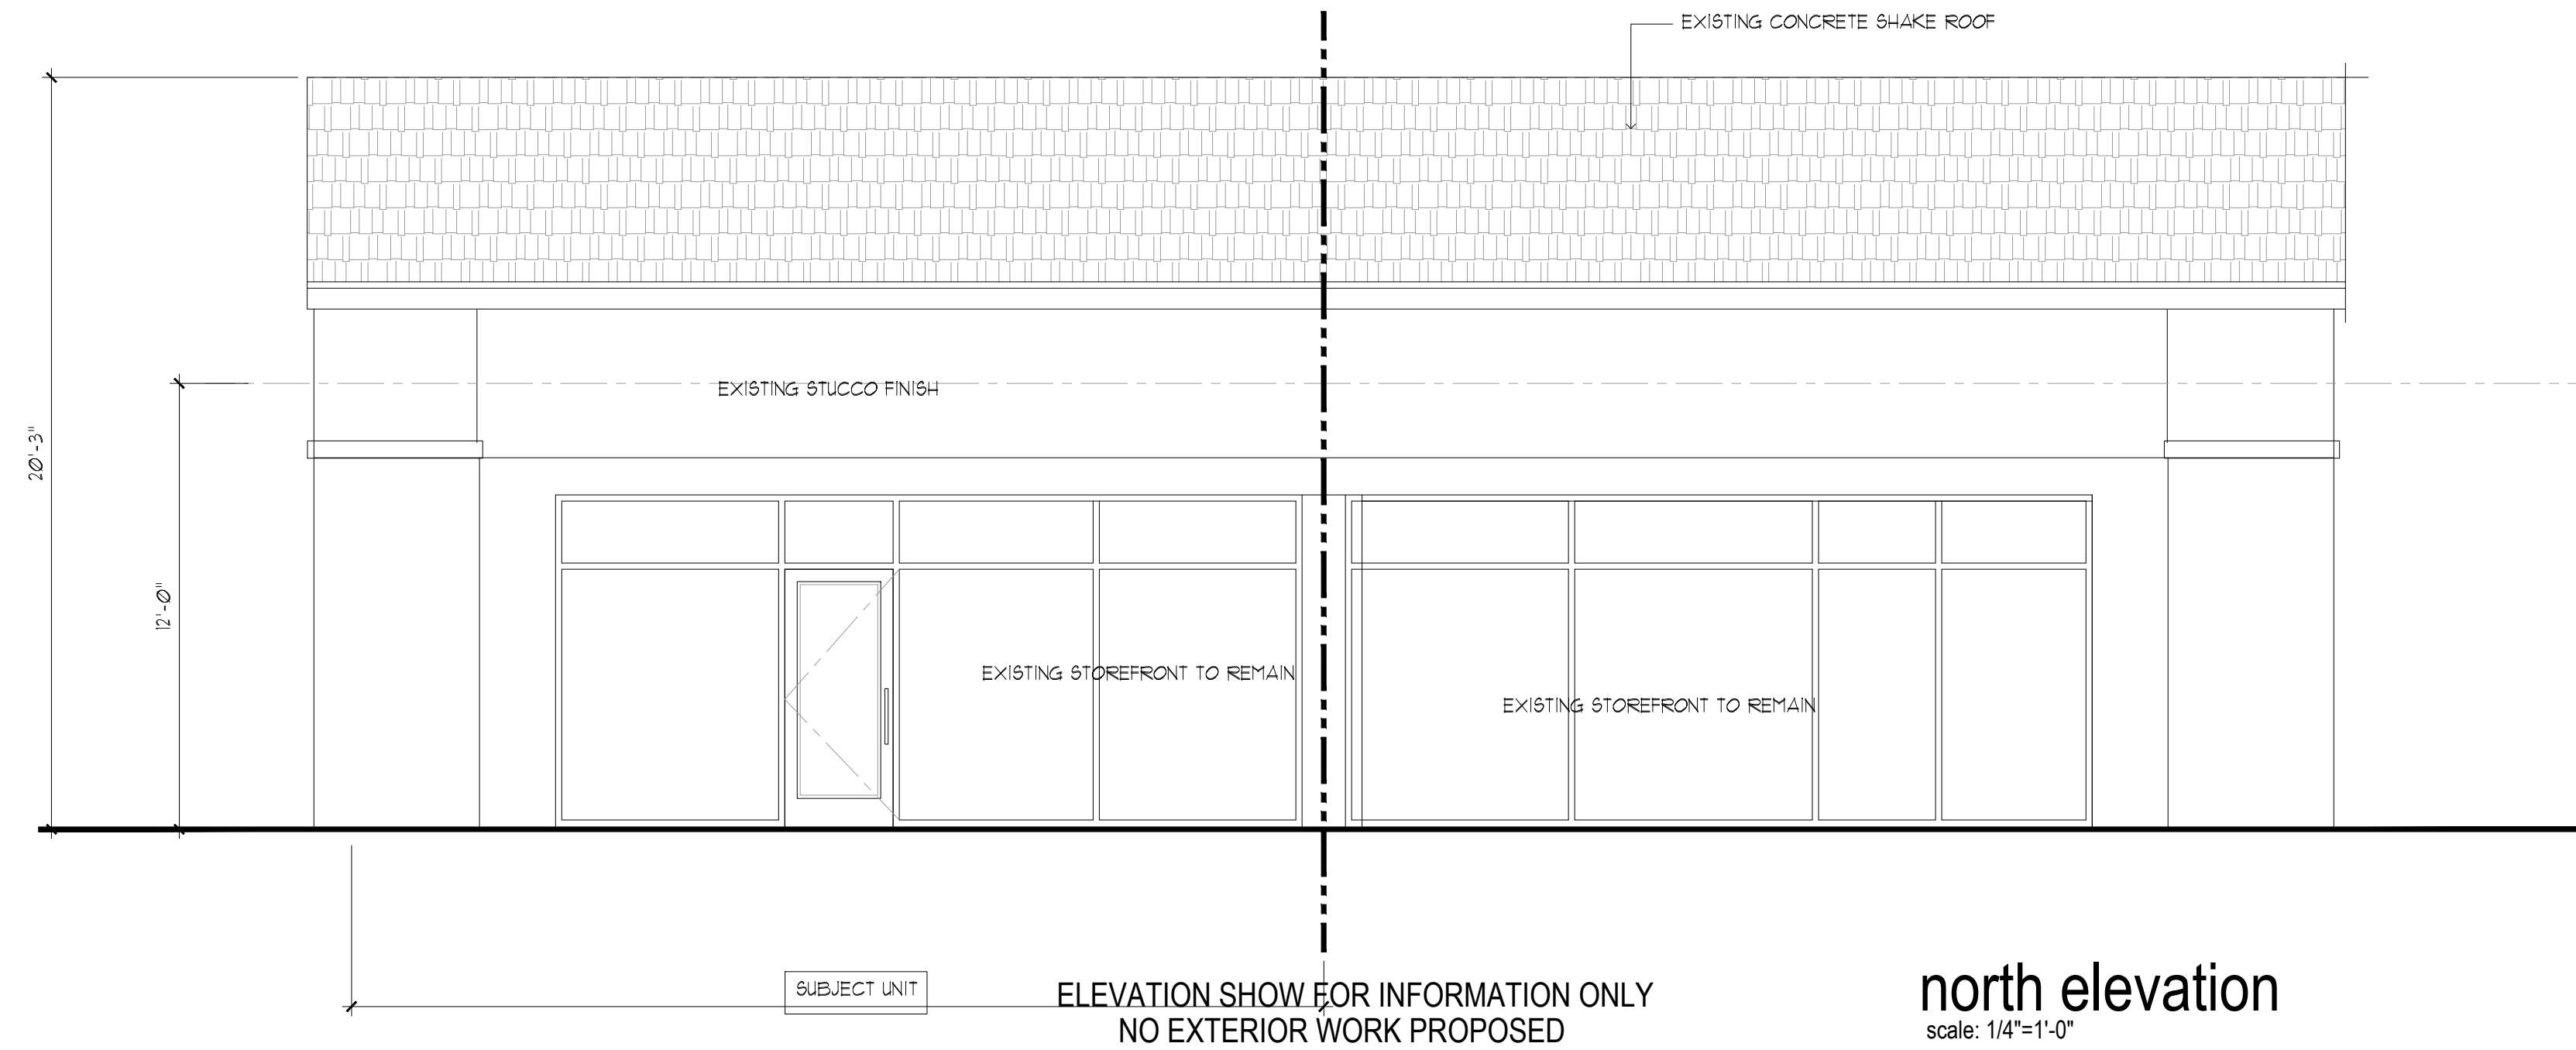 EXISTING CONCRETE SHAKE ROOF
EXISTING STUCCO FINISH
20'-3"
12'-0"
EXISTING STOREFRONT TO REMAIN
EXISTING STOREFRONT TO REMAIN
SUBJECT UNIT
ELEVATION SHOW FOR INFORMATION ONLY
NO EXTERIOR WORK PROPOSED
north elevation
scale: 1/4"=1'-0"